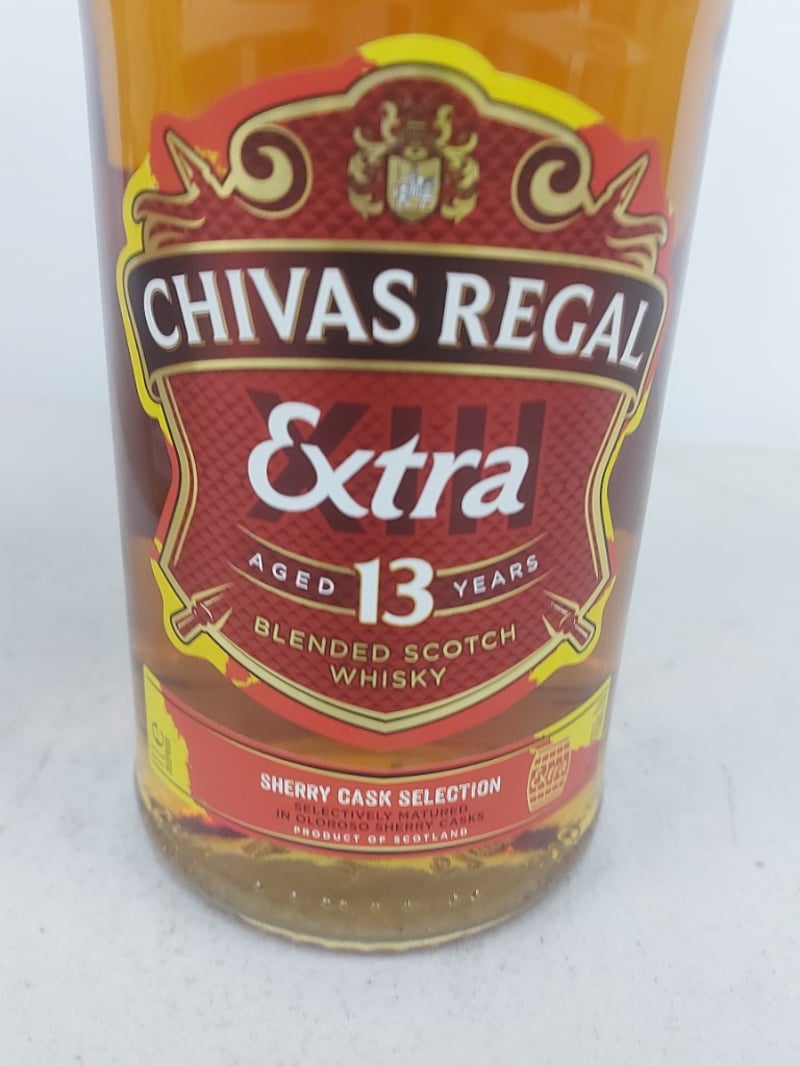 CHIVAS REGAL
XIII
Extra
AGED 13 YEARS
BLENDED SCOTCH
WHISKY
SHERRY CASK SELECTION
SELECTIVELY MATURED
IN OLOROSO SHERRY CASKS
PRODUCT OF SCOTLAND